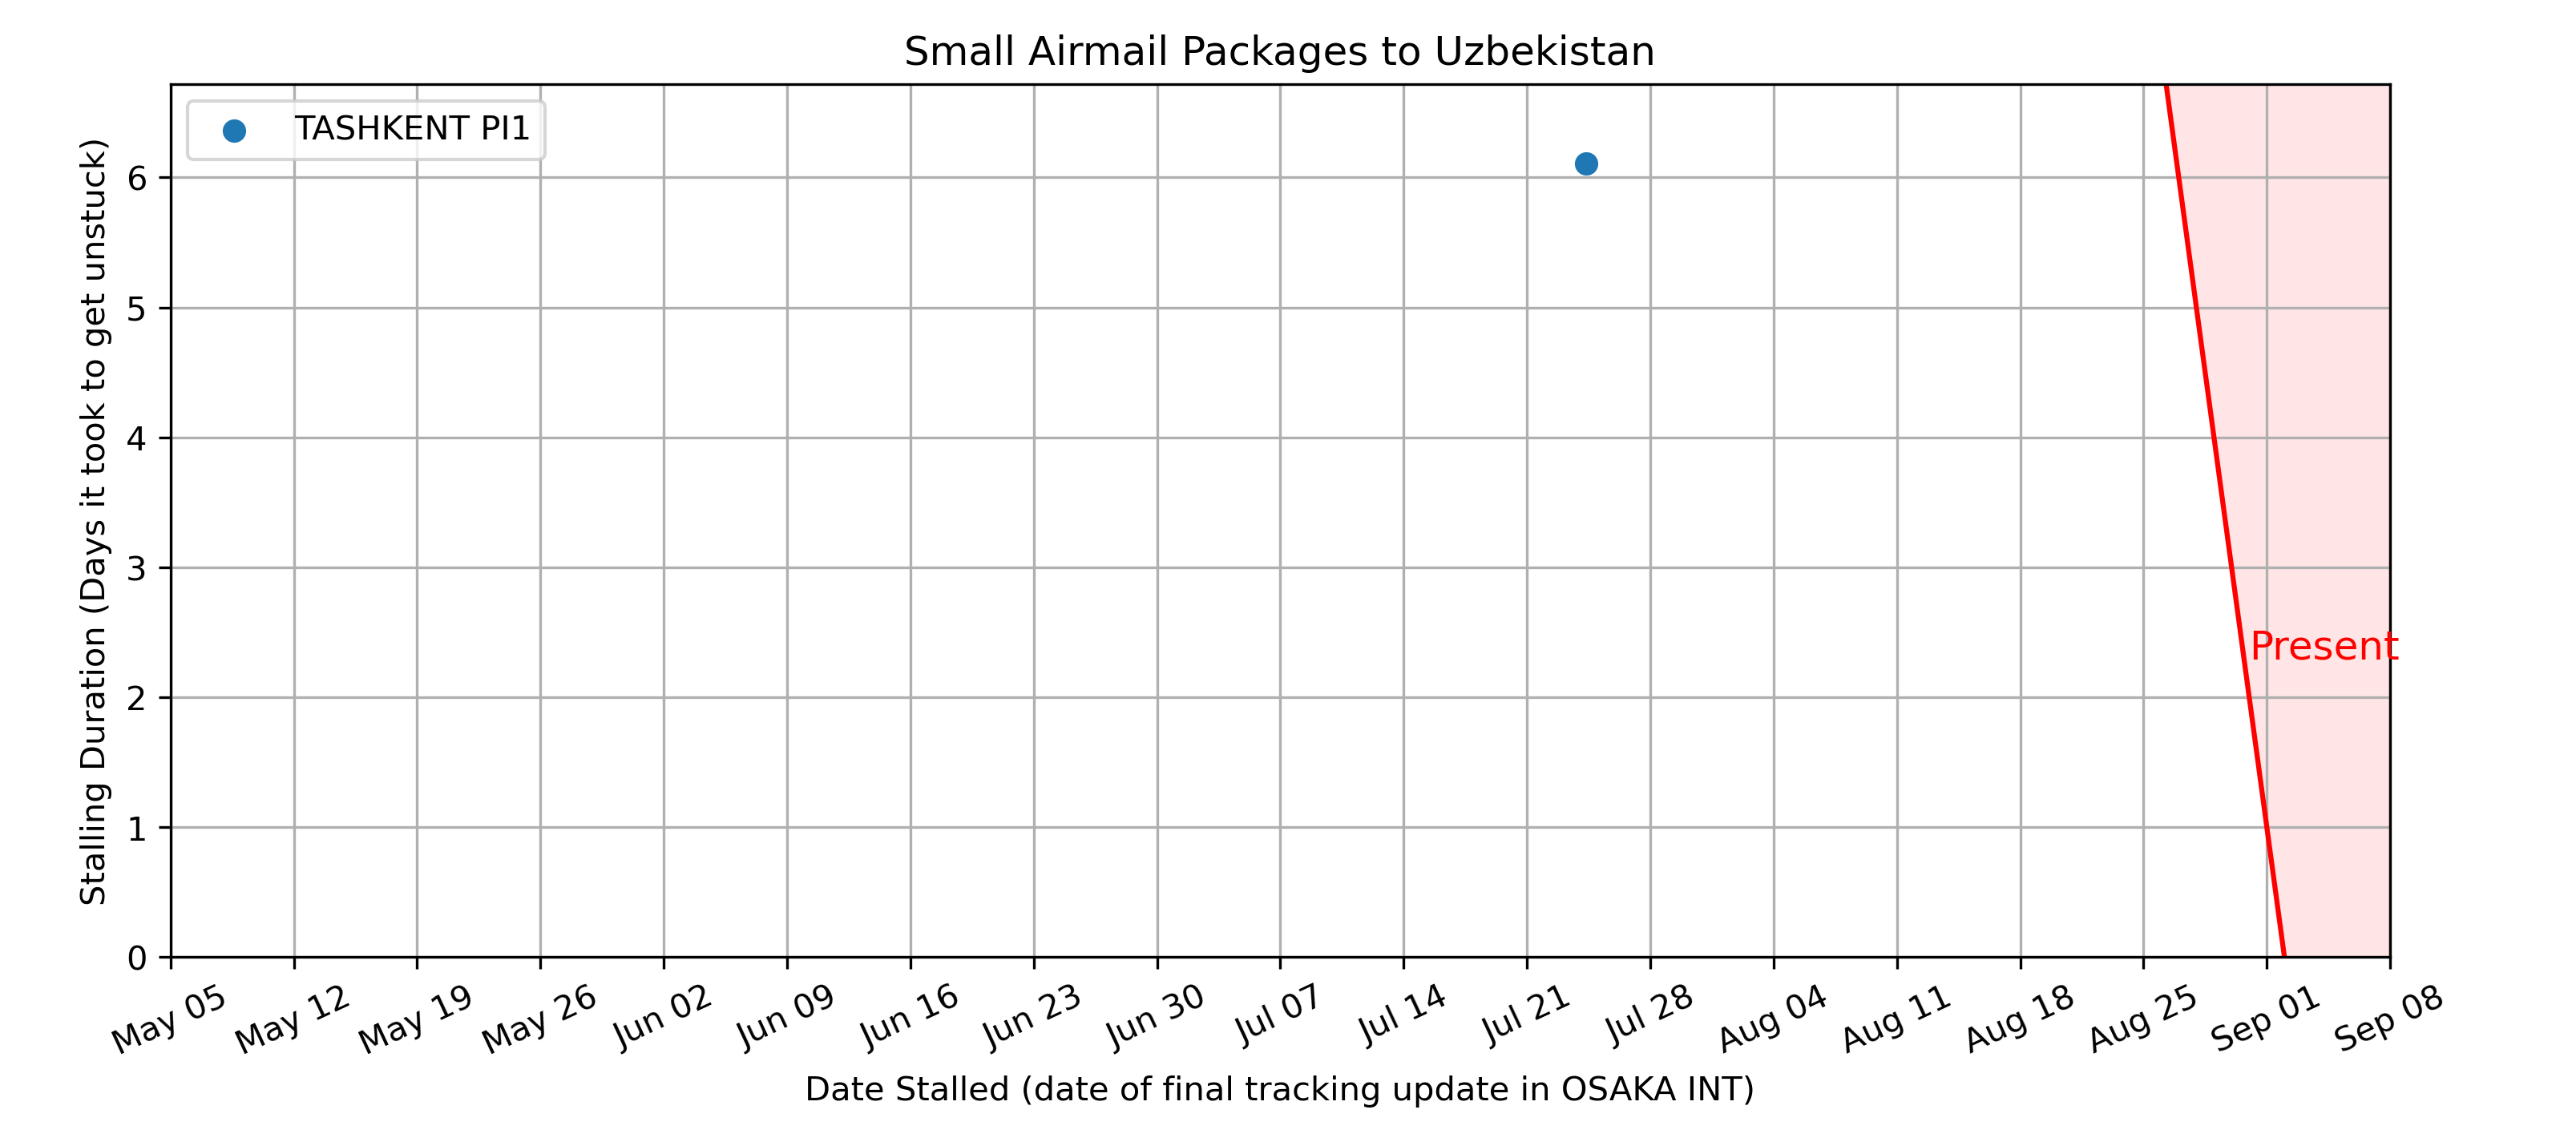 Small Airmail Packages to Uzbekistan
TASHKENT PI1
Stalling Duration (Days it took to get unstuck)
6
5
4
3
2
1
0
Present
May 05 May 12 May 19 May 26 Jun 02 Jun 09 Jun 16 Jun 23 Jun 30 Jul 07 Jul 14 Jul 21 Jul 28 Aug 04 Aug 11 Aug 18 Aug 25 Sep 01 Sep 08
Date Stalled (date of final tracking update in OSAKA INT)